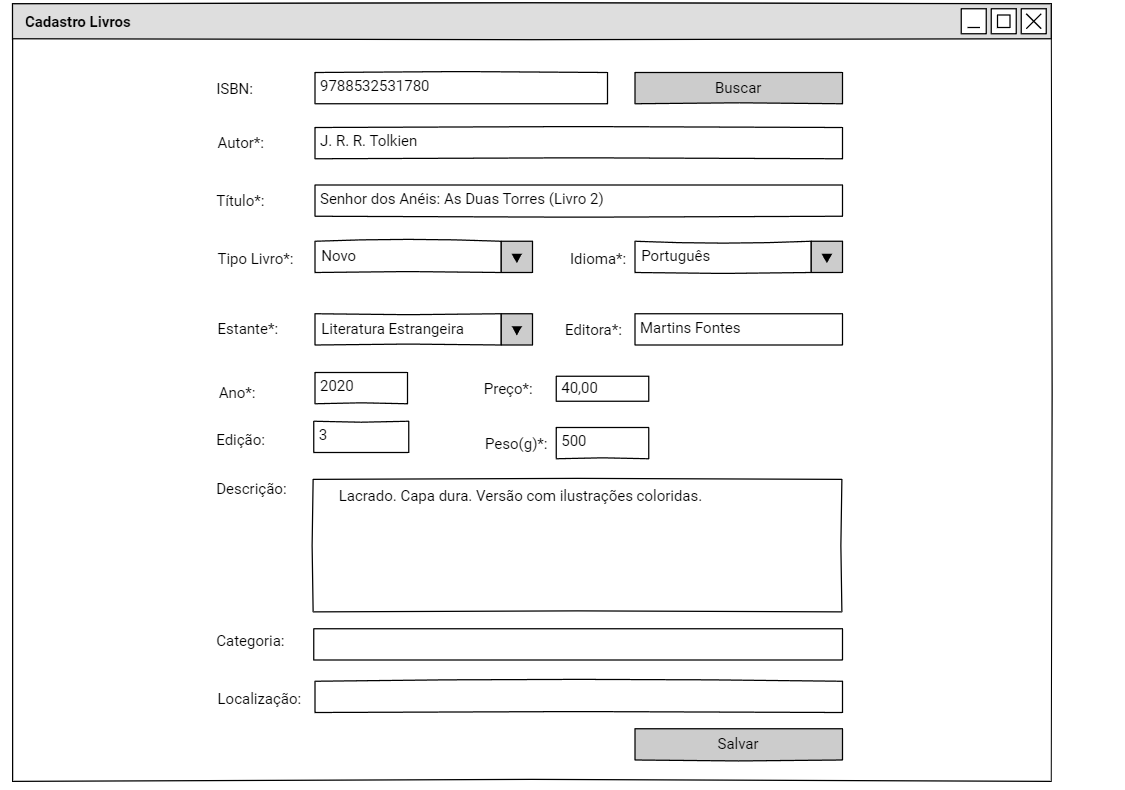 Cadastro Livros
ISBN: 9788532531780 Buscar
Autor*: J. R. R. Tolkien
Título*: Senhor dos Anéis: As Duas Torres (Livro 2)
Tipo Livro*: Novo Idioma*: Português
Estante*: Literatura Estrangeira Editora*: Martins Fontes
Ano*: 2020 Preço*: 40,00
Edição: 3 Peso(g)*: 500
Descrição: Lacrado. Capa dura. Versão com ilustrações coloridas.
Categoria:
Localização:
Salvar